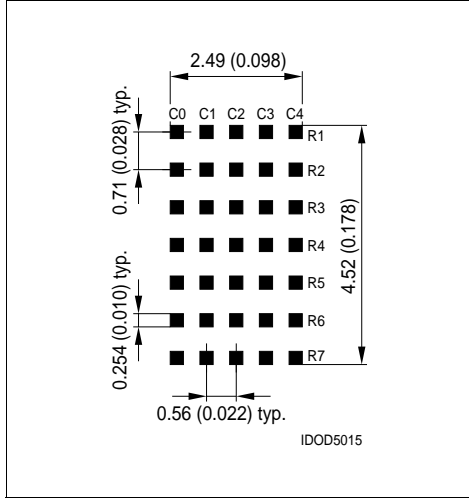 2.49 (0.098)
C0 C1 C2 C3 C4
0.71 (0.028) typ.
R1
R2
R3
R4
4.52 (0.178)
R5
0.254 (0.010) typ.
R6
R7
0.56 (0.022) typ.
IDOD5015